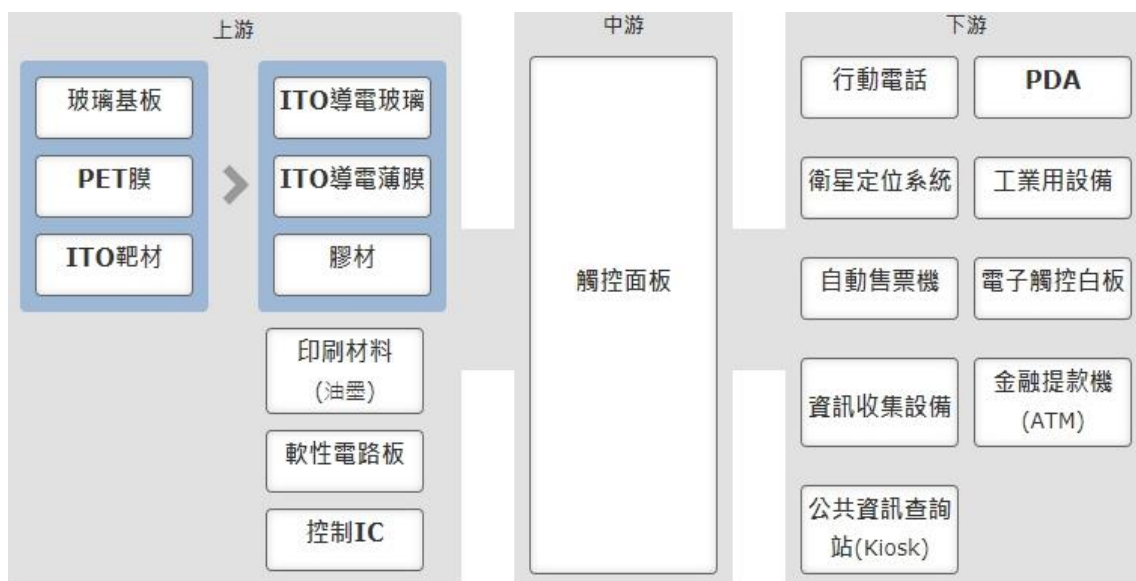 上游
玻璃基板
PET膜
ITO靶材
ITO導電玻璃
ITO導電薄膜
膠材
印刷材料
(油墨)
軟性電路板
控制IC
中游
觸控面板
下游
行動電話
PDA
衛星定位系統
工業用設備
自動售票機
電子觸控白板
資訊收集設備
金融提款機
(ATM)
公共資訊查詢
站(Kiosk)